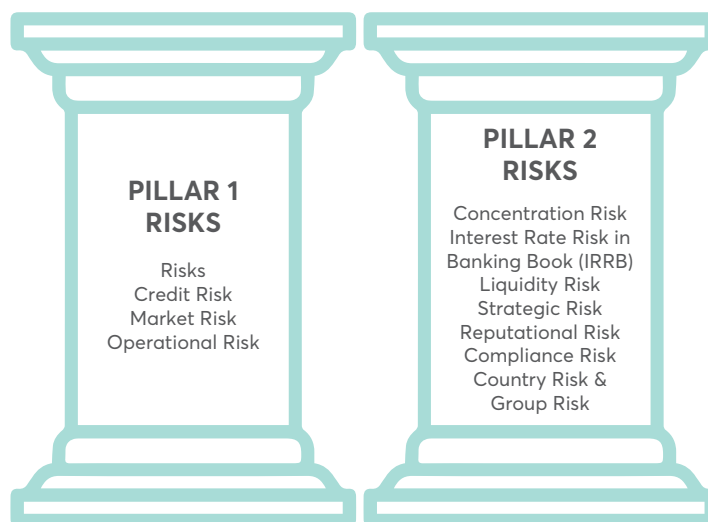 PILLAR 1
RISKS
Risks
Credit Risk
Market Risk
Operational Risk
PILLAR 2
RISKS
Concentration Risk
Interest Rate Risk in
Banking Book (IRRB)
Liquidity Risk
Strategic Risk
Reputational Risk
Compliance Risk
Country Risk &
Group Risk